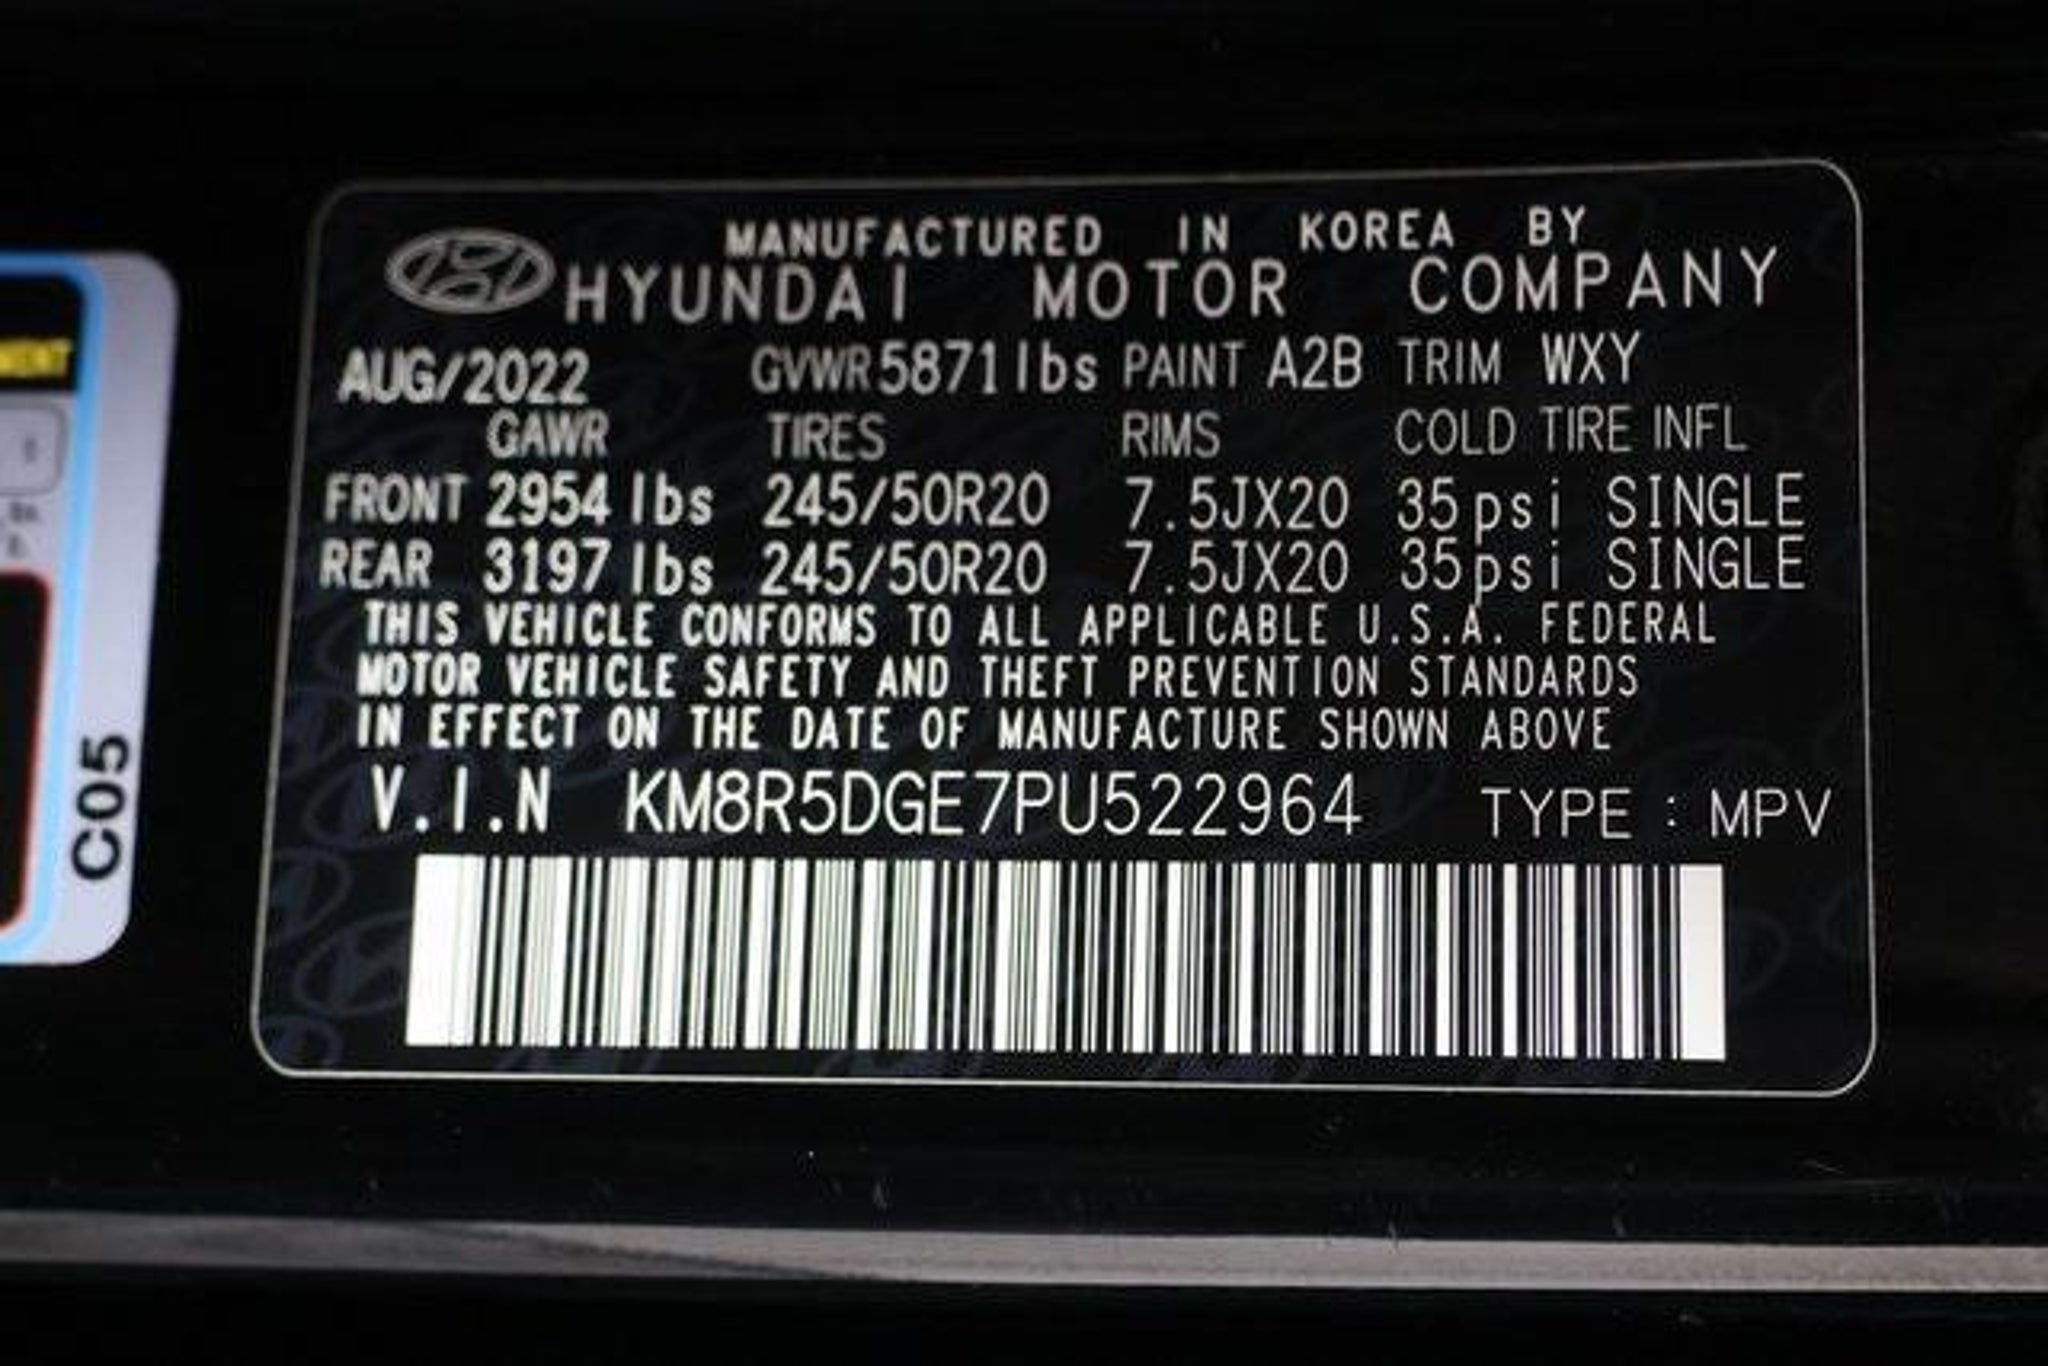 MANUFACTURED IN KOREA BY
HYUNDAI MOTOR COMPANY
AUG/2022 GVWR 5871lbs PAINT A2B TRIM WXY
GAWR TIRES RIMS COLD TIRE INFL
FRONT 2954 lbs 245/50R20 7.5JX20 35psi SINGLE
REAR 3197 lbs 245/50R20 7.5JX20 35psi SINGLE
THIS VEHICLE CONFORMS TO ALL APPLICABLE U.S.A. FEDERAL
MOTOR VEHICLE SAFETY AND THEFT PREVENTION STANDARDS
IN EFFECT ON THE DATE OF MANUFACTURE SHOWN ABOVE
V.I.N KM8R5DGE7PU522964 TYPE : MPV
C05